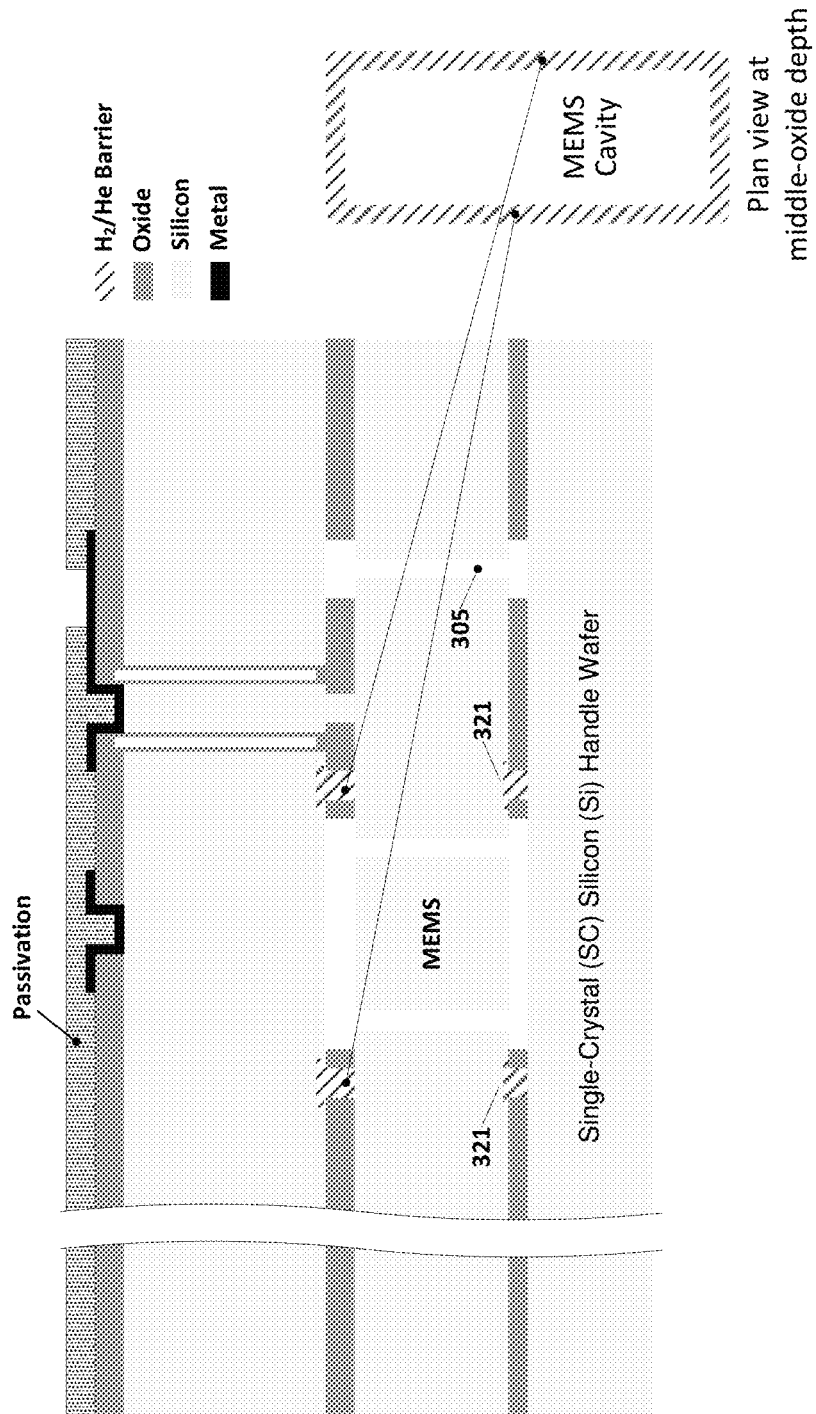 Passivation
H₂/He Barrier
Oxide
Silicon
Metal
MEMS
305
321
321
Single-Crystal (SC) Silicon (Si) Handle Wafer
MEMS
Cavity
Plan view at
middle-oxide depth